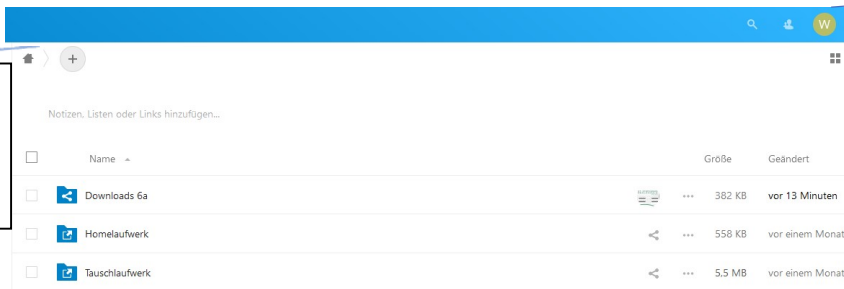 W
Notizen, Listen oder Links hinzufügen...
Name Größe Geändert
Downloads 6a 382 KB vor 13 Minuten
Homelaufwerk 558 KB vor einem Monat
Tauschlaufwerk 5,5 MB vor einem Monat